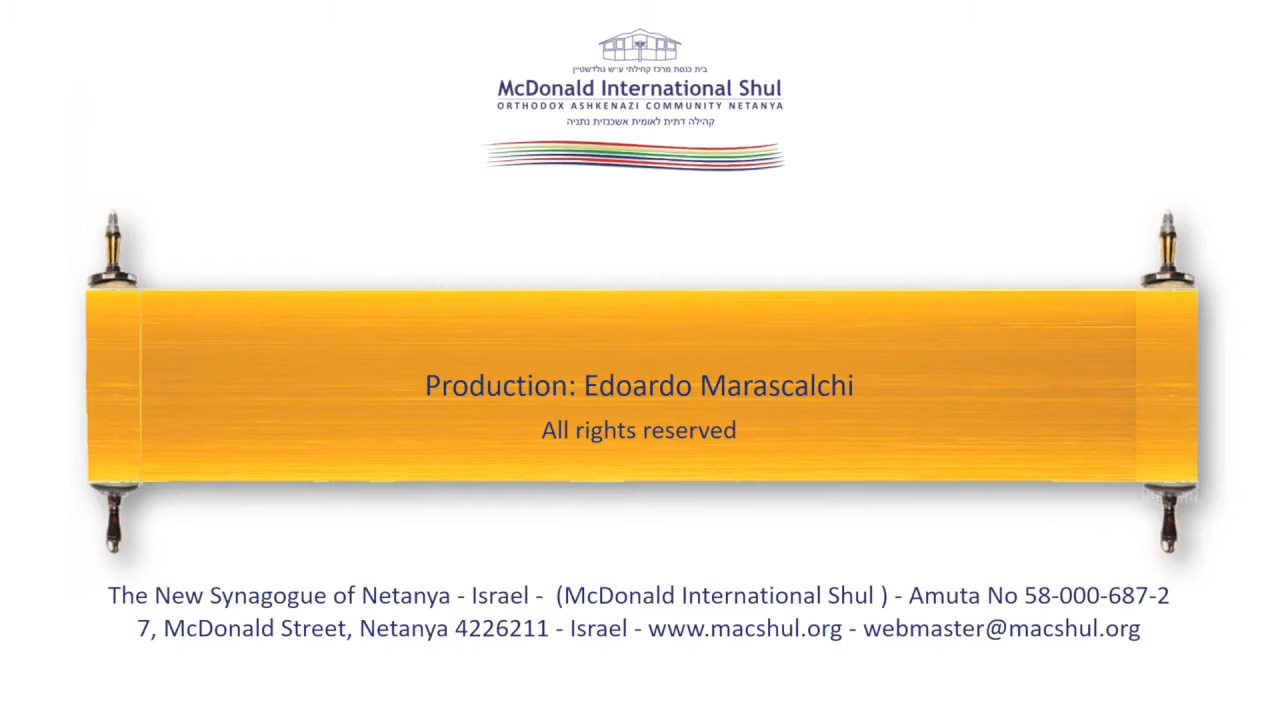 בית כנסת מרכז קהילתי ע״ש גולדשטיין
McDonald International Shul
ORTHODOX ASHKENAZI COMMUNITY NETANYA
קהילה דתית לאומית אשכנזית נתניה
Production: Edoardo Marascalchi
All rights reserved
The New Synagogue of Netanya - Israel -  (McDonald International Shul ) - Amuta No 58-000-687-2
7, McDonald Street, Netanya 4226211 - Israel - www.macshul.org - webmaster@macshul.org